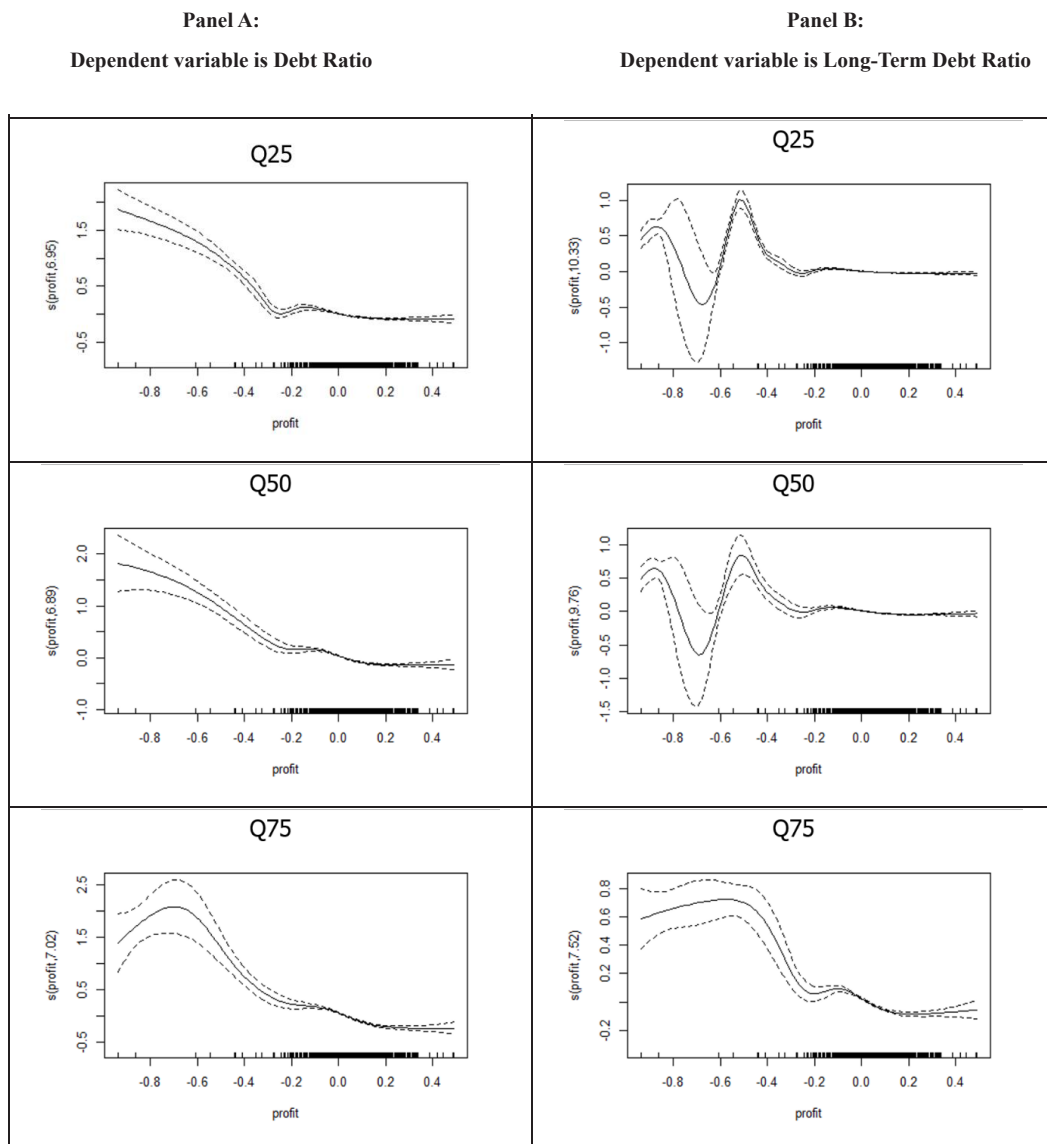 Panel A:
Dependent variable is Debt Ratio
Panel B:
Dependent variable is Long-Term Debt Ratio
Q25
s(profit,6.95)
-0.5 0.5 1.5
-0.8 -0.6 -0.4 -0.2 0.0 0.2 0.4
profit
Q25
s(profit,10.33)
-1.0 -0.5 0.0 0.5 1.0
-0.8 -0.6 -0.4 -0.2 0.0 0.2 0.4
profit
Q50
s(profit,6.89)
-1.0 0.0 1.0 2.0
-0.8 -0.6 -0.4 -0.2 0.0 0.2 0.4
profit
Q50
s(profit,9.76)
-1.5 -1.0 -0.5 0.0 0.5 1.0
-0.8 -0.6 -0.4 -0.2 0.0 0.2 0.4
profit
Q75
s(profit,7.02)
-0.5 0.5 1.5 2.5
-0.8 -0.6 -0.4 -0.2 0.0 0.2 0.4
profit
Q75
s(profit,7.52)
-0.2 0.2 0.4 0.6 0.8
-0.8 -0.6 -0.4 -0.2 0.0 0.2 0.4
profit